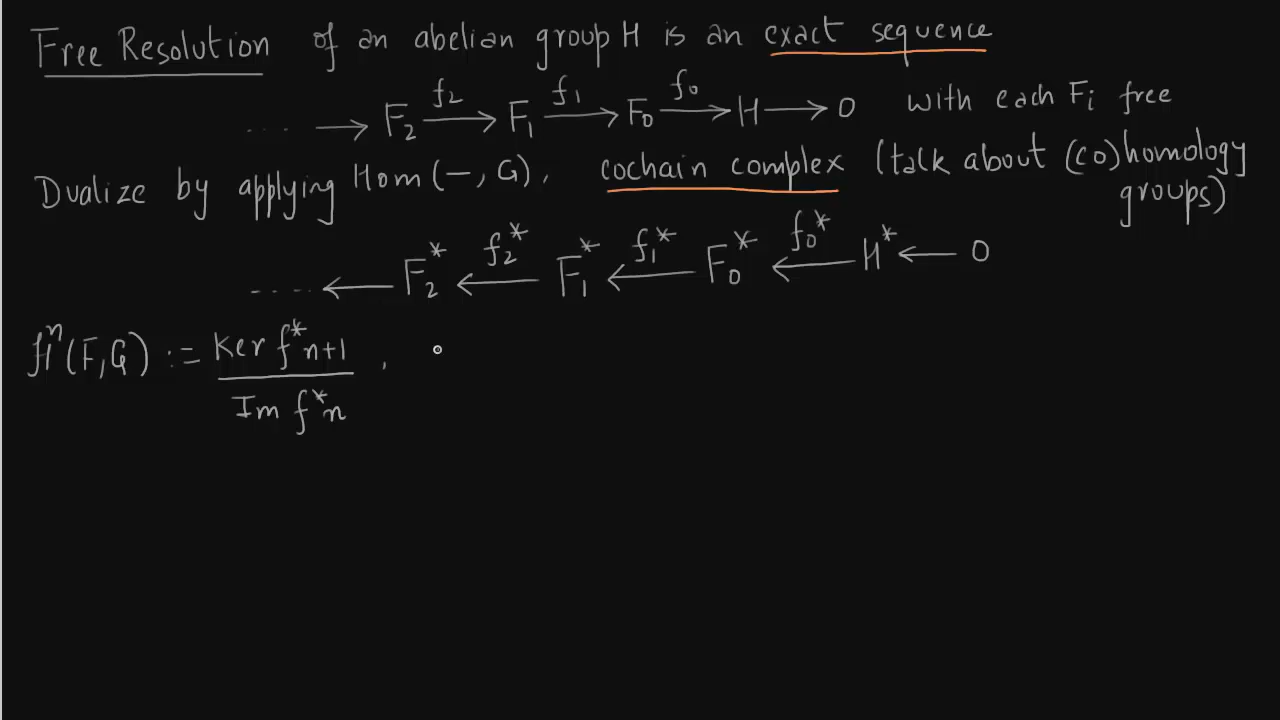 Free Resolution of an abelian group H is an exact sequence
.... → F₂ →f₂ F₁ →f₁ F₀ →f₀ H → 0 with each Fᵢ free
Dualize by applying Hom(−, G), cochain complex (talk about (co)homology groups)
.... ← F₂* ←f₂* F₁* ←f₁* F₀* ←f₀* H* ← 0
Hⁿ(F,G) := Ker f*n+1 / Im f*n ,